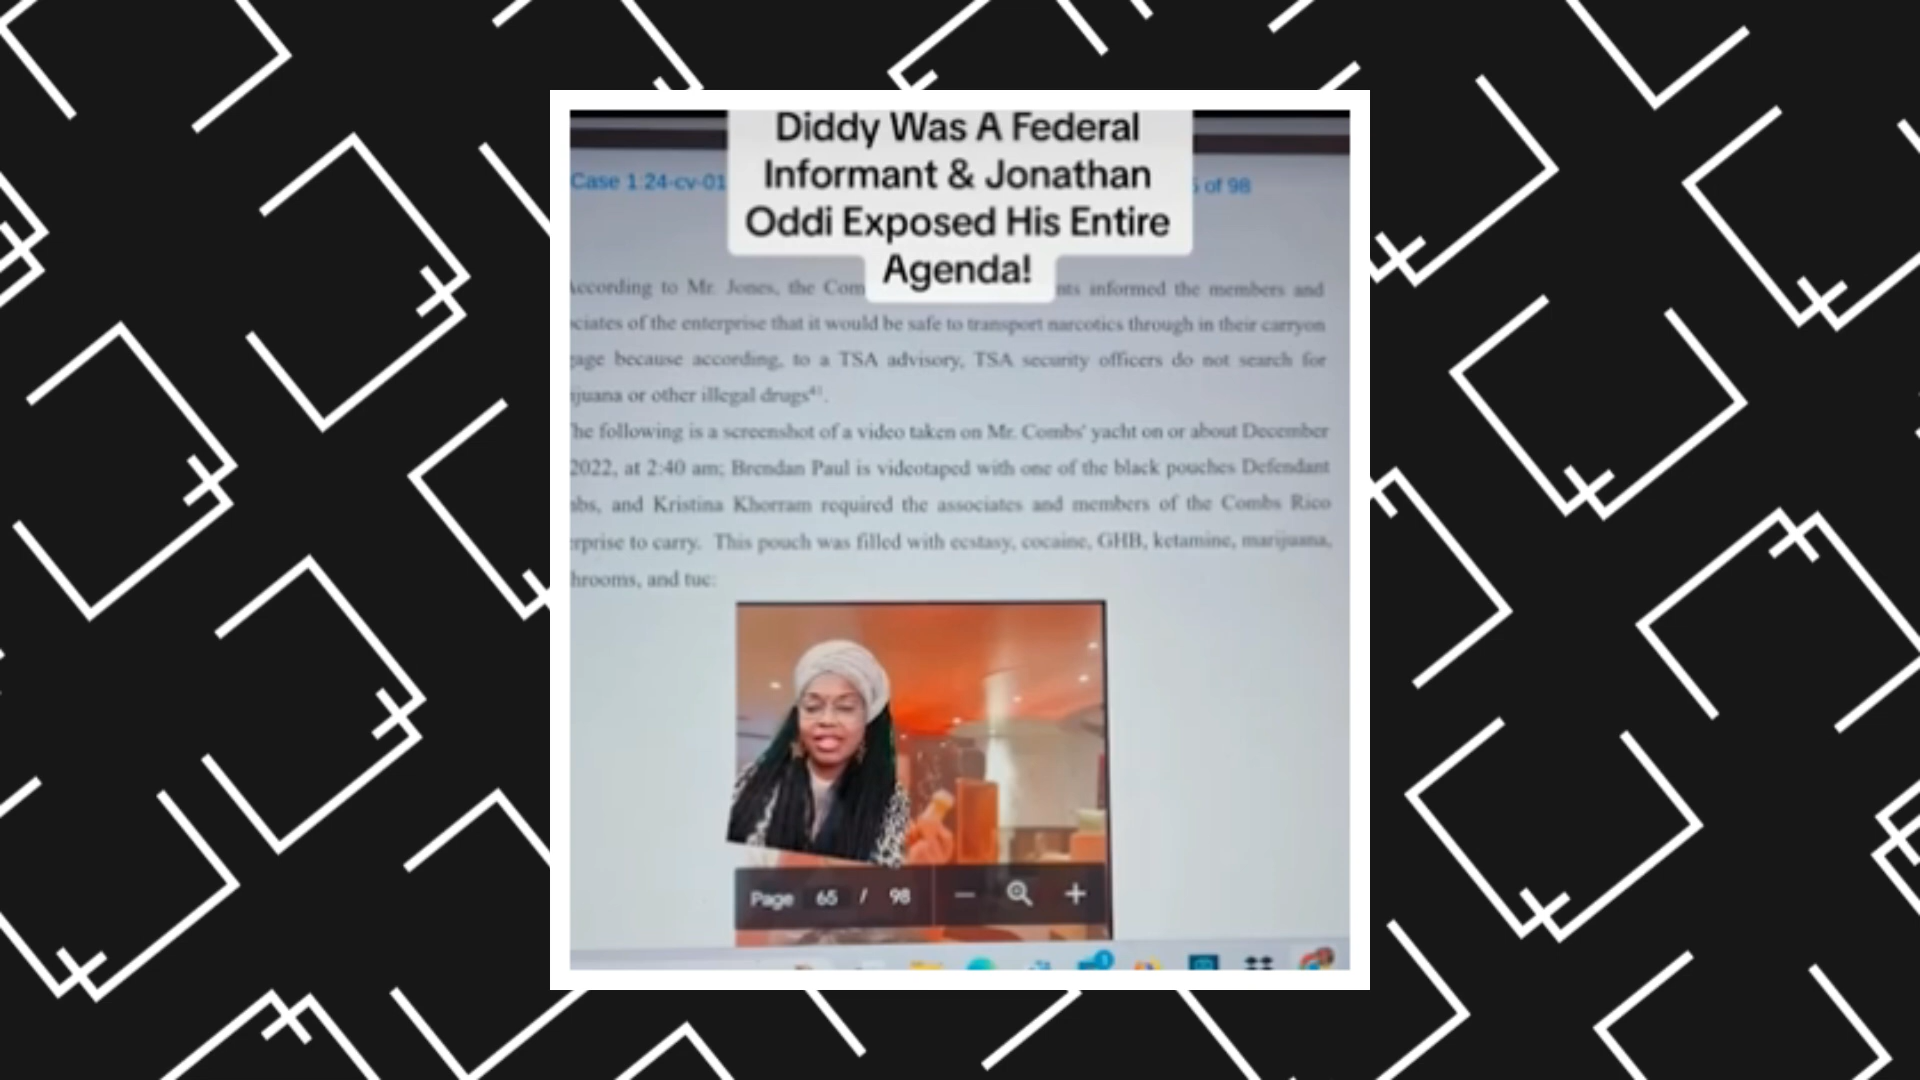 Diddy Was A Federal
Informant & Jonathan
Oddi Exposed His Entire
Agenda!
Case 1:24-cv-01
of 98
ccording to Mr. Jones, the Com nts informed the members and
ciates of the enterprise that it would be safe to transport narcotics through in their carryon
age because according, to a TSA advisory, TSA security officers do not search for
ijuana or other illegal drugs
he following is a screenshot of a video taken on Mr. Combs' yacht on or about December
2022, at 2:40 am; Brendan Paul is videotaped with one of the black pouches Defendant
bs, and Kristina Khorram required the associates and members of the Combs Rico
rprise to carry. This pouch was filled with ecstasy, cocaine, GHB, ketamine, marijuana,
hrooms, and tuc:
Page 65 / 98